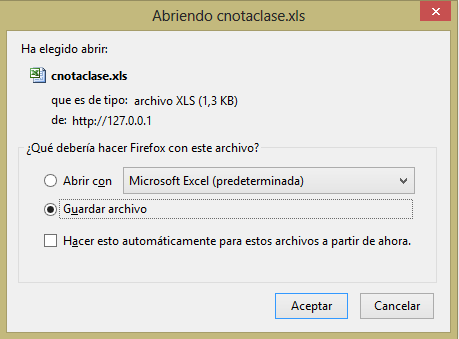 Abriendo cnotaclase.xls
Ha elegido abrir:
cnotaclase.xls
que es de tipo: archivo XLS (1,3 KB)
de: http://127.0.0.1
¿Qué debería hacer Firefox con este archivo?
Abrir con Microsoft Excel (predeterminada)
Guardar archivo
Hacer esto automáticamente para estos archivos a partir de ahora.
Aceptar Cancelar